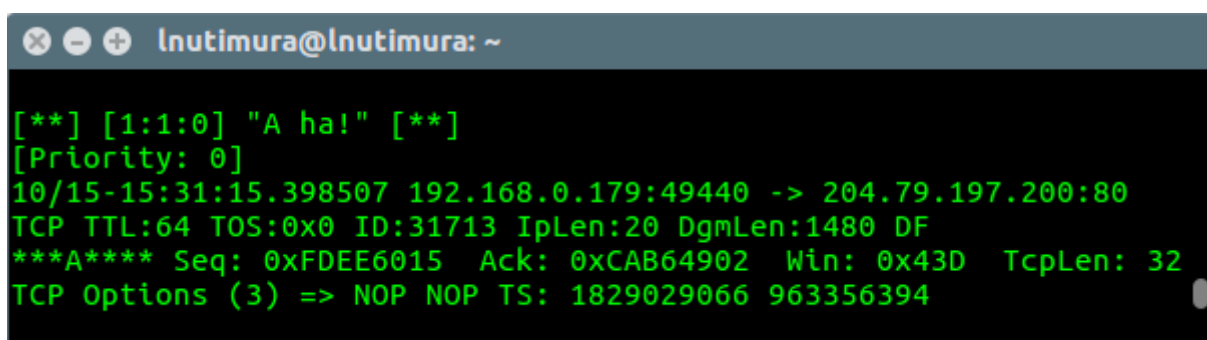 lnutimura@lnutimura: ~
[**] [1:1:0] "A ha!" [**]
[Priority: 0]
10/15-15:31:15.398507 192.168.0.179:49440 -> 204.79.197.200:80
TCP TTL:64 TOS:0x0 ID:31713 IpLen:20 DgmLen:1480 DF
***A**** Seq: 0xFDEE6015  Ack: 0xCAB64902  Win: 0x43D  TcpLen: 32
TCP Options (3) => NOP NOP TS: 1829029066 963356394